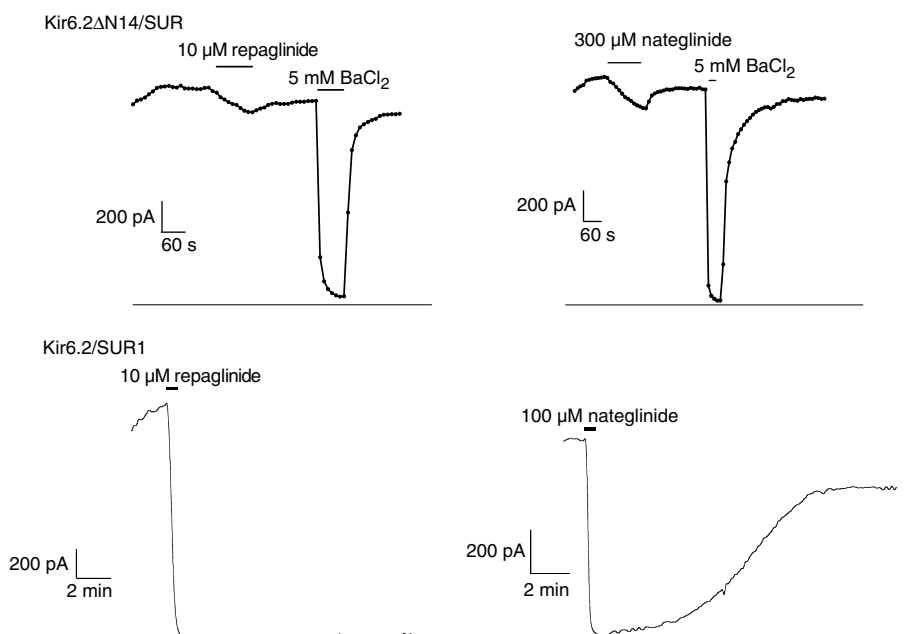 Kir6.2ΔN14/SUR
10 µM repaglinide
5 mM BaCl2
200 pA
60 s
300 µM nateglinide
5 mM BaCl2
200 pA
60 s
Kir6.2/SUR1
10 µM repaglinide
200 pA
2 min
100 µM nateglinide
200 pA
2 min